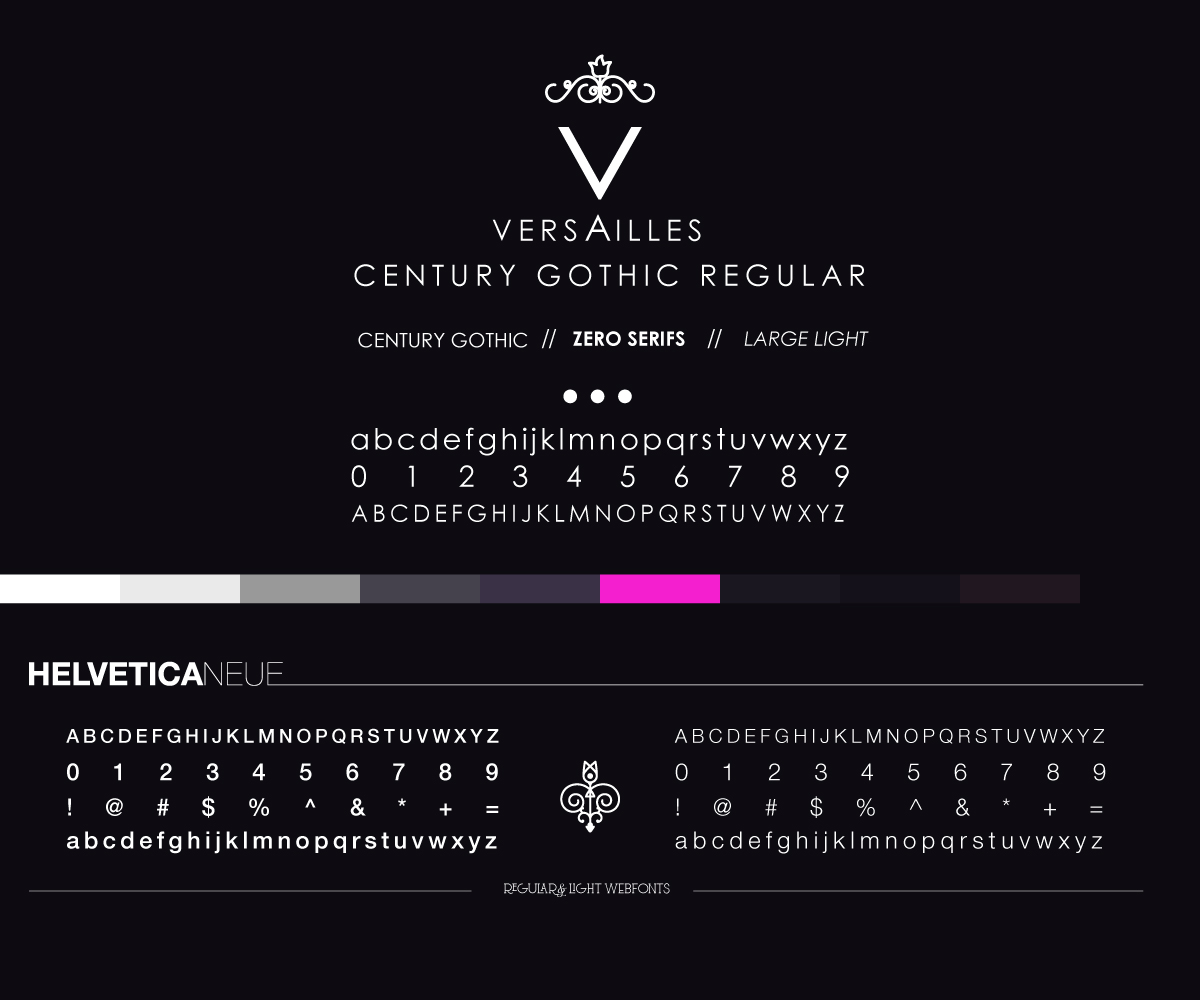 V
VERSAILLES
CENTURY GOTHIC REGULAR
CENTURY GOTHIC // ZERO SERIFS // LARGE LIGHT
abcdefghijklmnopqrstuvwxyz
0 1 2 3 4 5 6 7 8 9
ABCDEFGHIJKLMNOPQRSTUVWXYZ
HELVETICANEUE
ABCDEFGHIJKLMNOPQRSTUVWXYZ
0 1 2 3 4 5 6 7 8 9
! @ # $ % ^ & * + =
abcdefghijklmnopqrstuvwxyz
ABCDEFGHIJKLMNOPQRSTUVWXYZ
0 1 2 3 4 5 6 7 8 9
! @ # $ % ^ & * + =
abcdefghijklmnopqrstuvwxyz
REGULAR & LIGHT WEBFONTS